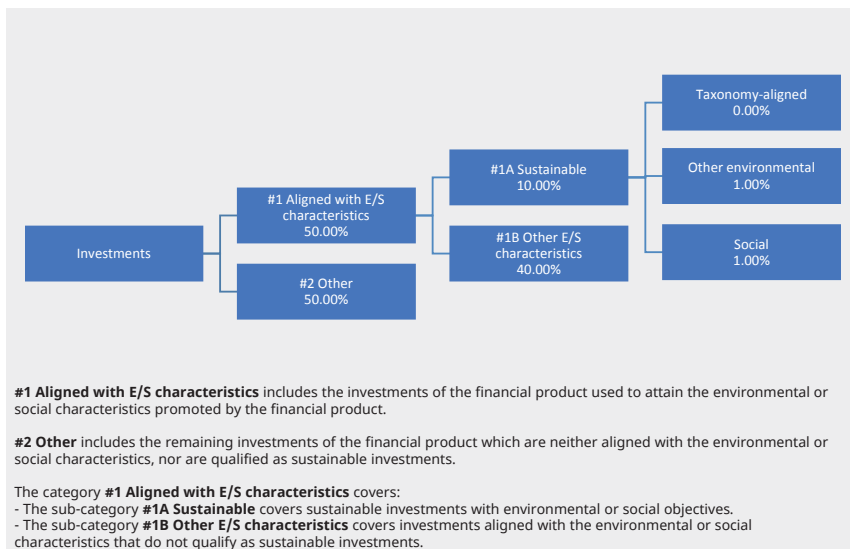 Investments
#1 Aligned with E/S
characteristics
50.00%
#2 Other
50.00%
#1A Sustainable
10.00%
#1B Other E/S
characteristics
40.00%
Taxonomy-aligned
0.00%
Other environmental
1.00%
Social
1.00%
#1 Aligned with E/S characteristics includes the investments of the financial product used to attain the environmental or
social characteristics promoted by the financial product.
#2 Other includes the remaining investments of the financial product which are neither aligned with the environmental or
social characteristics, nor are qualified as sustainable investments.
The category #1 Aligned with E/S characteristics covers:
- The sub-category #1A Sustainable covers sustainable investments with environmental or social objectives.
- The sub-category #1B Other E/S characteristics covers investments aligned with the environmental or social
characteristics that do not qualify as sustainable investments.